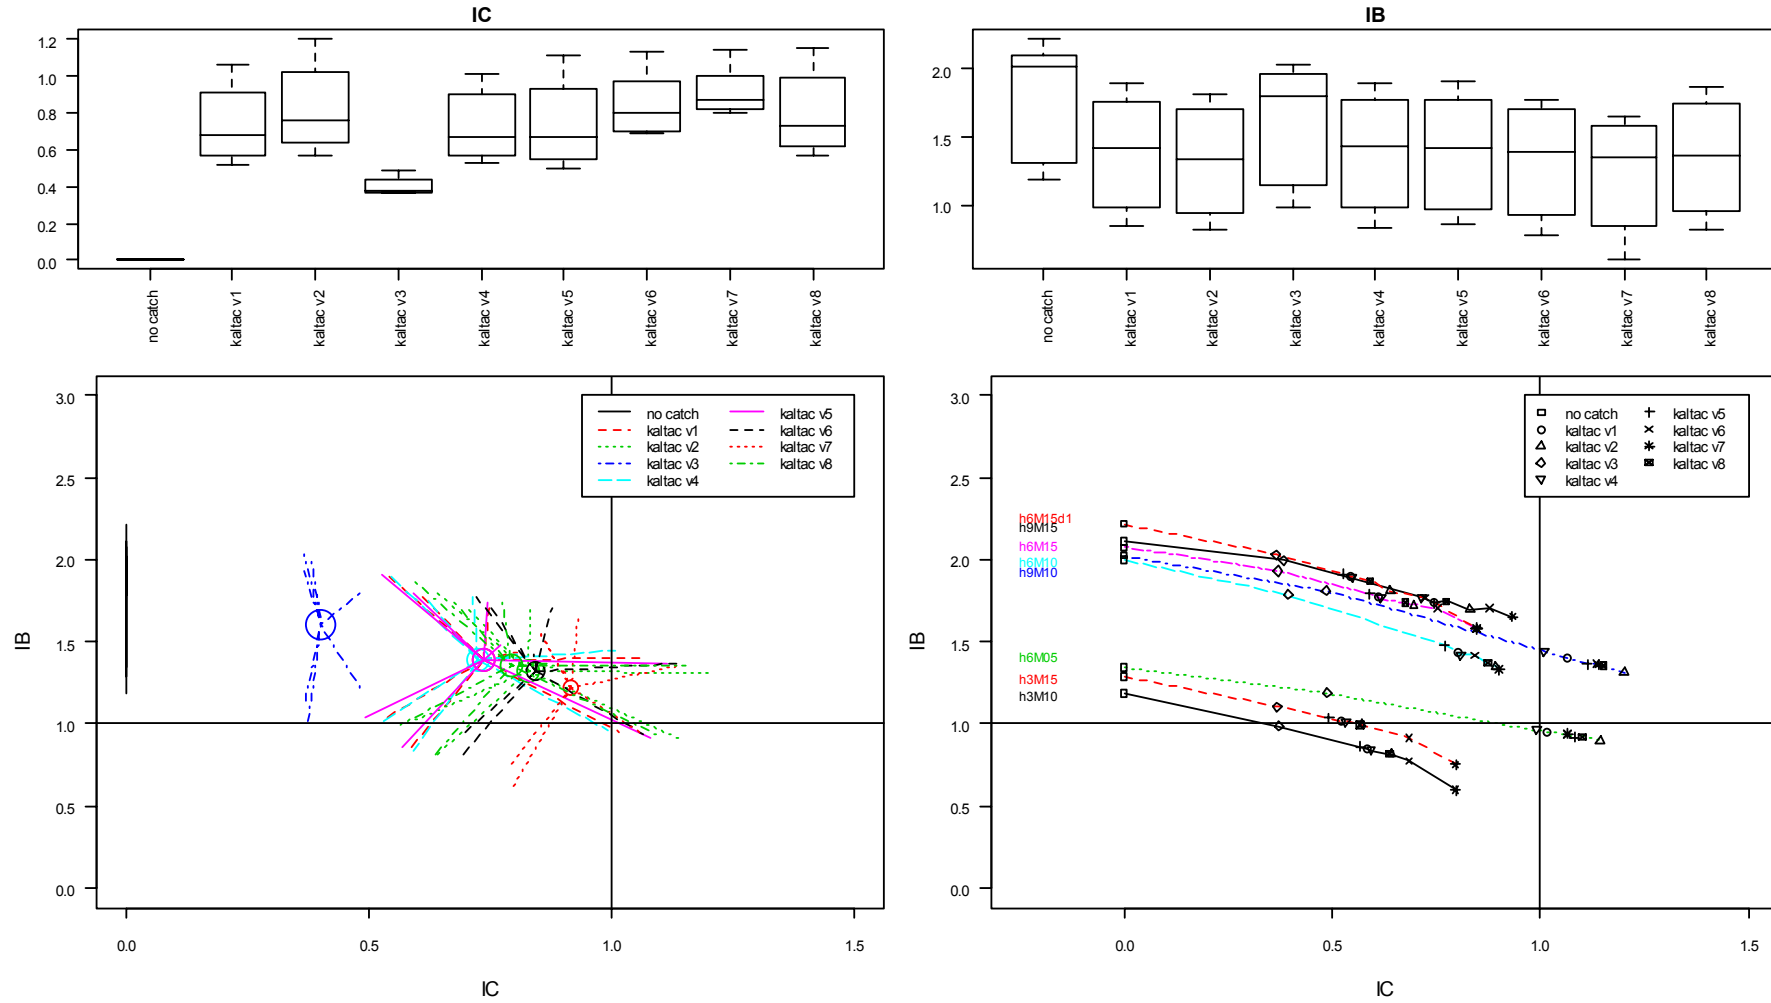 IC
1.2
1.0
0.8
0.6
0.4
0.2
0.0
no catch
kaltac v1
kaltac v2
kaltac v3
kaltac v4
kaltac v5
kaltac v6
kaltac v7
kaltac v8
IB
2.0
1.5
1.0
no catch
kaltac v1
kaltac v2
kaltac v3
kaltac v4
kaltac v5
kaltac v6
kaltac v7
kaltac v8
IB
3.0
2.5
2.0
1.5
1.0
0.5
0.0
no catch
kaltac v1
kaltac v2
kaltac v3
kaltac v4
kaltac v5
kaltac v6
kaltac v7
kaltac v8
0.0
0.5
1.0
1.5
IC
IB
3.0
2.5
2.0
1.5
1.0
0.5
0.0
no catch
kaltac v1
kaltac v2
kaltac v3
kaltac v4
kaltac v5
kaltac v6
kaltac v7
kaltac v8
h6M15d1
h9M15
h6M15
h6M10
h9M10
h6M05
h3M15
h3M10
0.0
0.5
1.0
1.5
IC